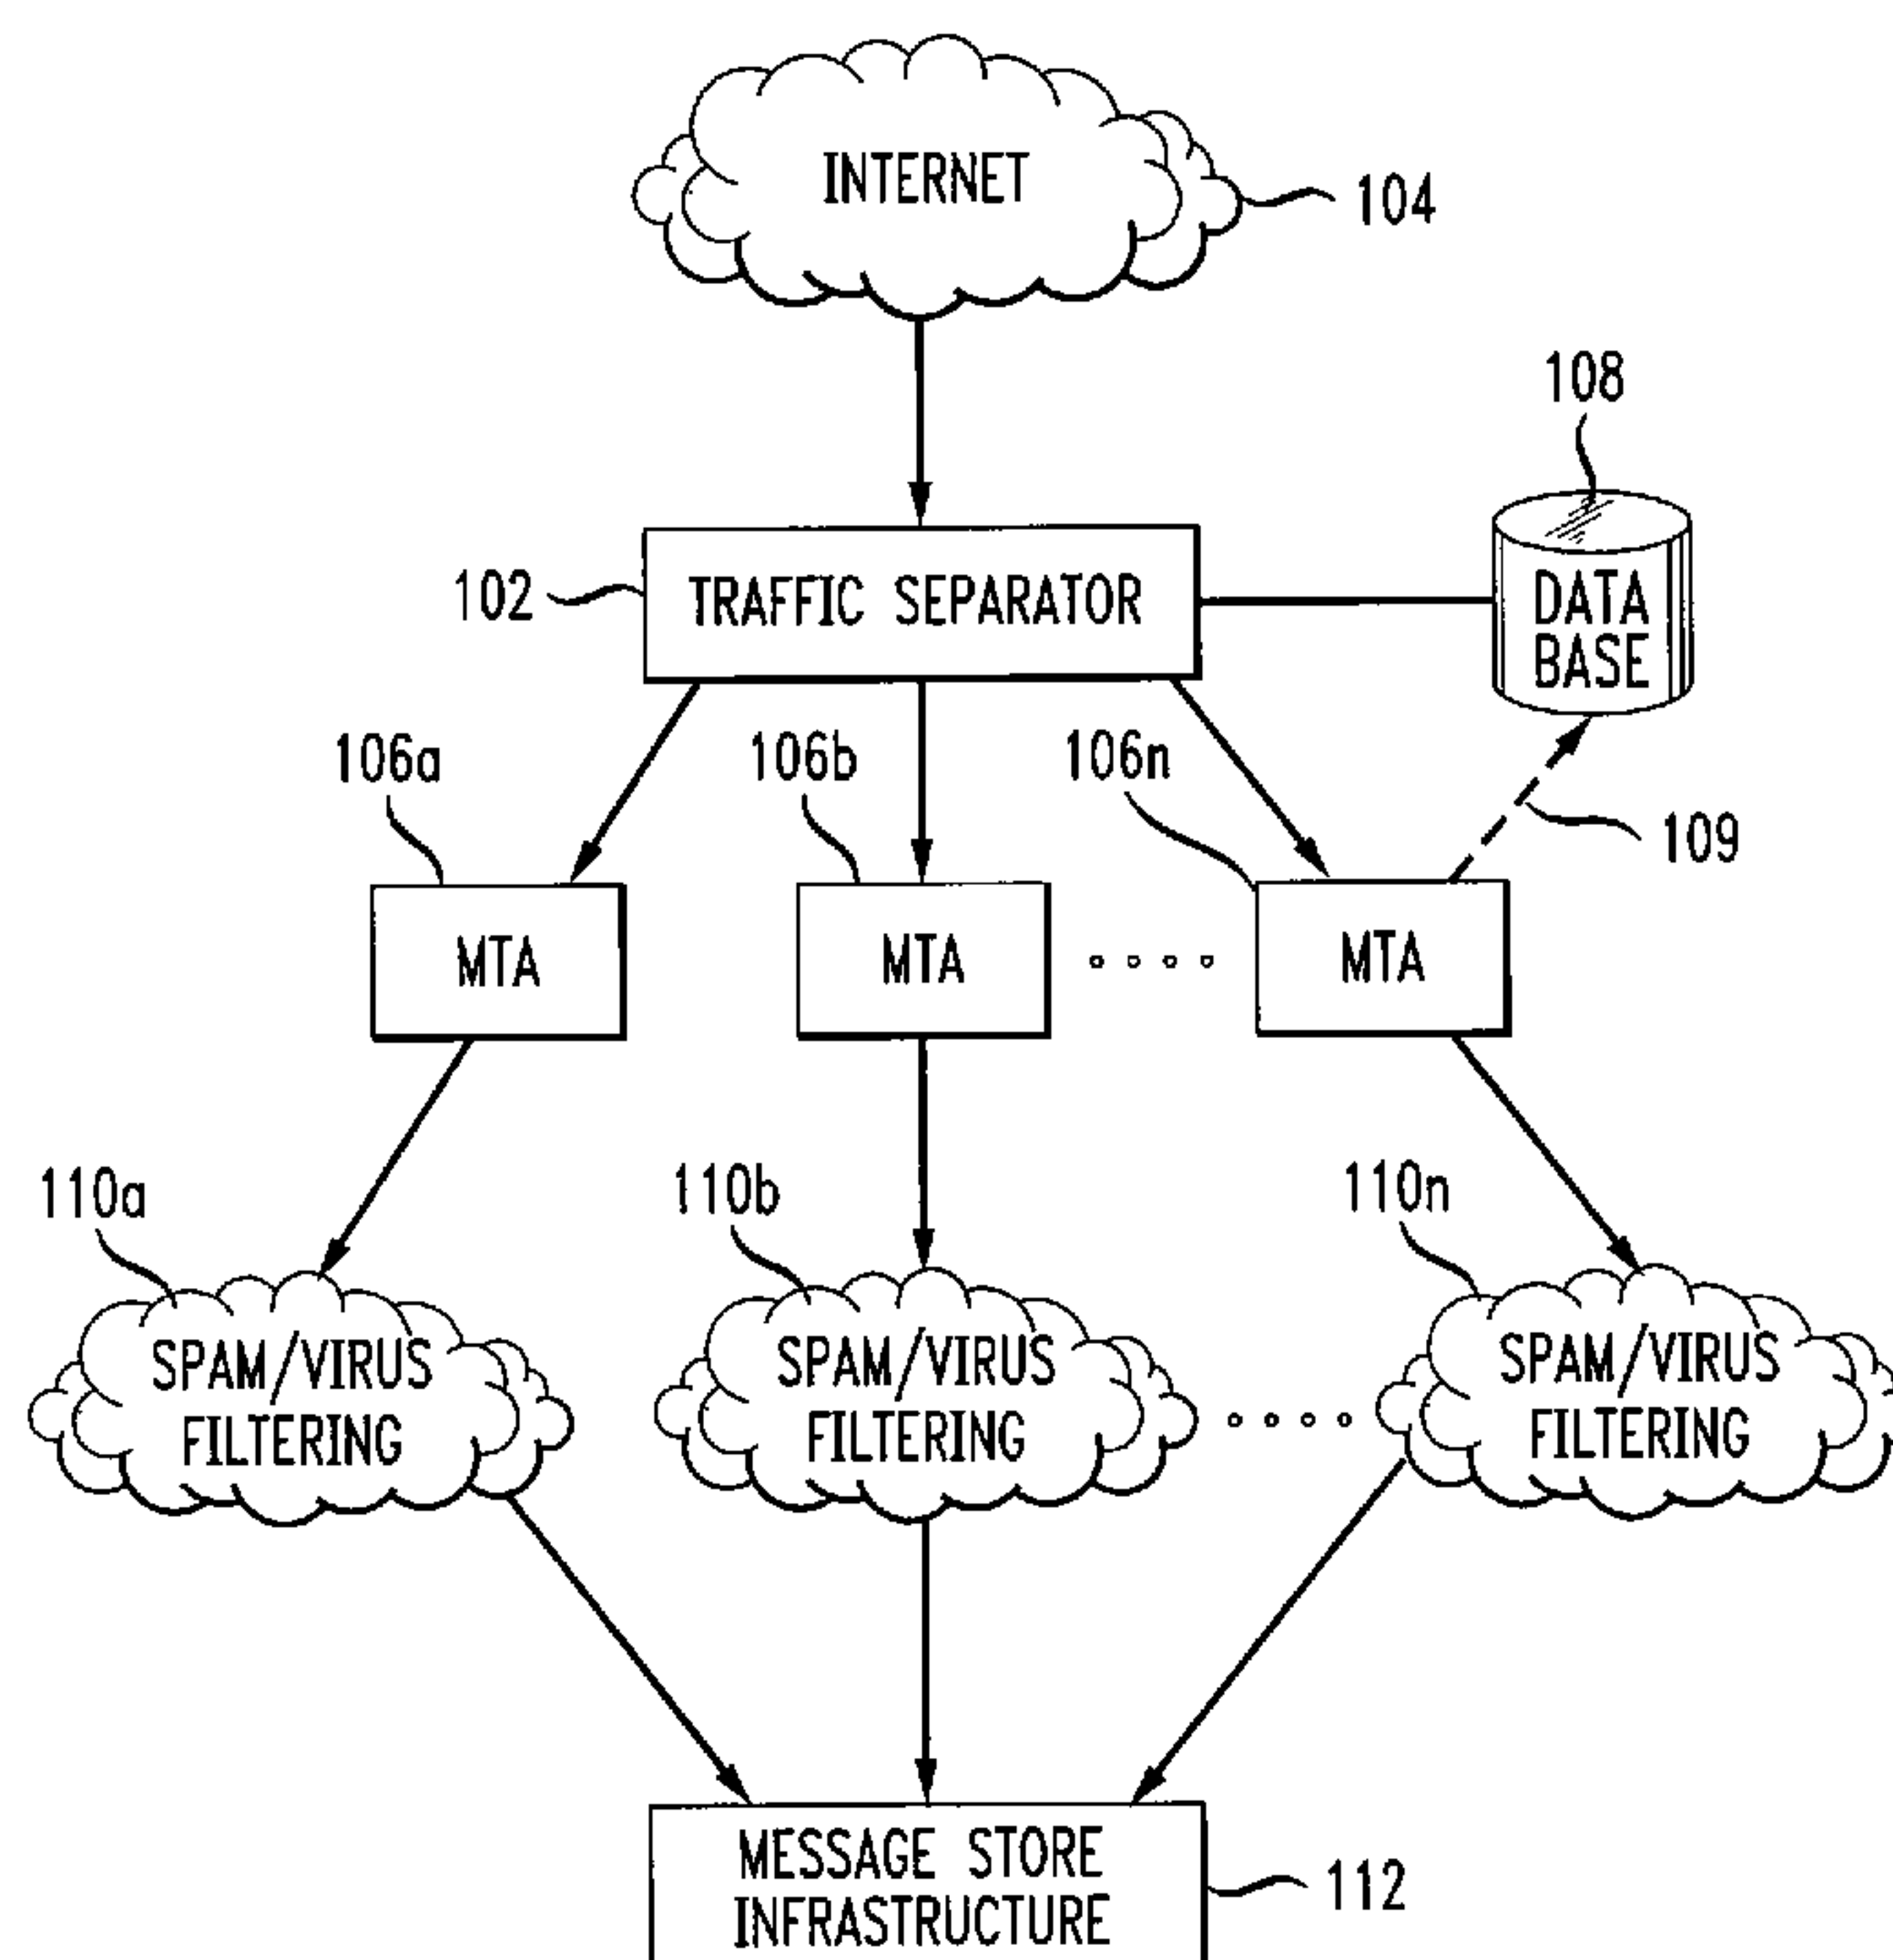 INTERNET
104
108
102
TRAFFIC SEPARATOR
DATA
BASE
106a
106b
106n
109
MTA
MTA
MTA
110a
110b
110n
SPAM/VIRUS
FILTERING
SPAM/VIRUS
FILTERING
SPAM/VIRUS
FILTERING
MESSAGE STORE
INFRASTRUCTURE
112